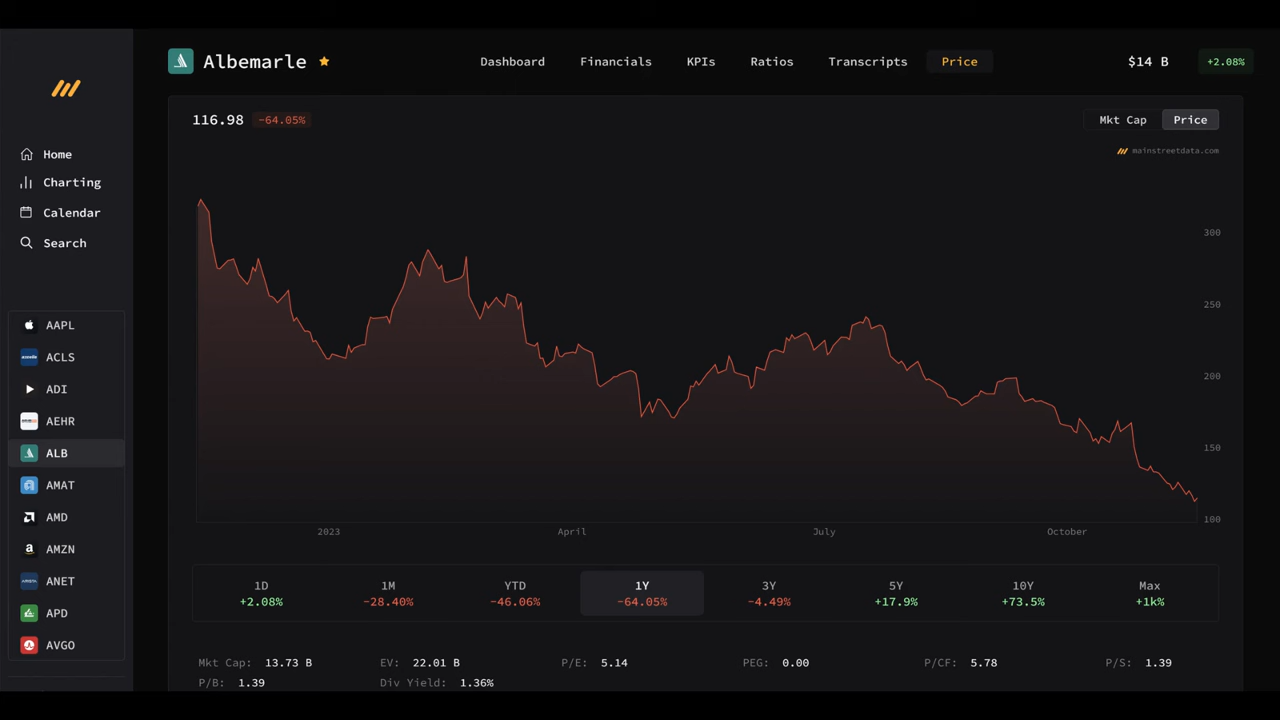 Albemarle
Dashboard Financials KPIs Ratios Transcripts Price
$14 B +2.08%
Home
Charting
Calendar
Search
AAPL
ACLS
ADI
AEHR
ALB
AMAT
AMD
AMZN
ANET
APD
AVGO
116.98 -64.05%
Mkt Cap Price
mainstreetdata.com
300
250
200
150
100
2023 April July October
1D 1M YTD 1Y 3Y 5Y 10Y Max
+2.08% -28.40% -46.06% -64.05% -4.49% +17.9% +73.5% +1k%
Mkt Cap: 13.73 B EV: 22.01 B P/E: 5.14 PEG: 0.00 P/CF: 5.78 P/S: 1.39
P/B: 1.39 Div Yield: 1.36%